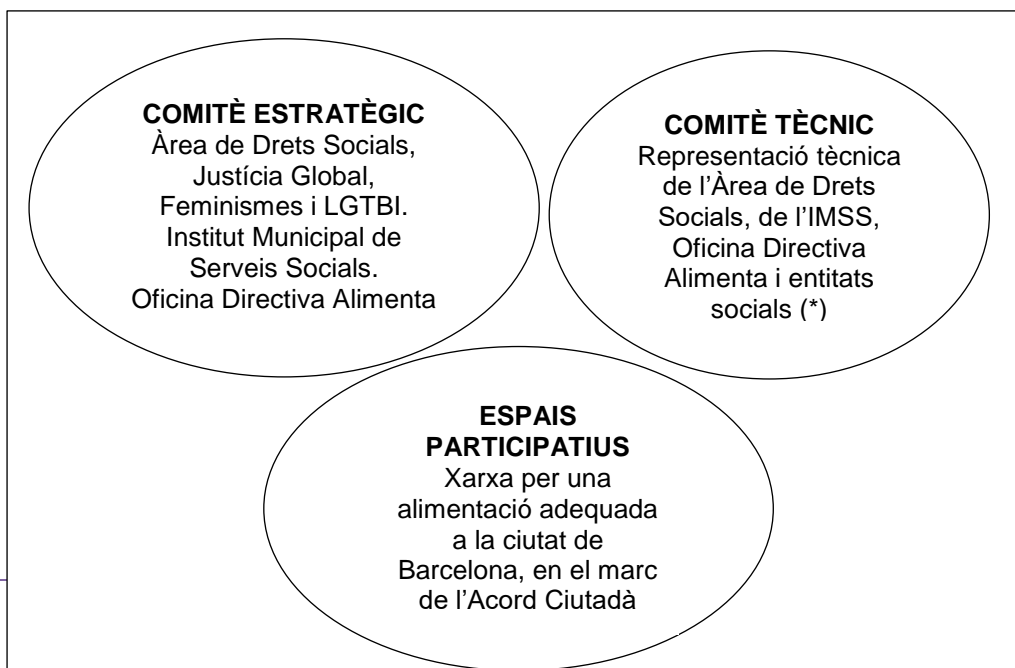 COMITÈ ESTRATÈGIC
Àrea de Drets Socials,
Justícia Global,
Feminismes i LGTBI.
Institut Municipal de
Serveis Socials.
Oficina Directiva Alimenta
COMITÈ TÈCNIC
Representació tècnica
de l’Àrea de Drets
Socials, de l’IMSS,
Oficina Directiva
Alimenta i entitats
socials (*)
ESPAIS
PARTICIPATIUS
Xarxa per una
alimentació adequada
a la ciutat de
Barcelona, en el marc
de l’Acord Ciutadà